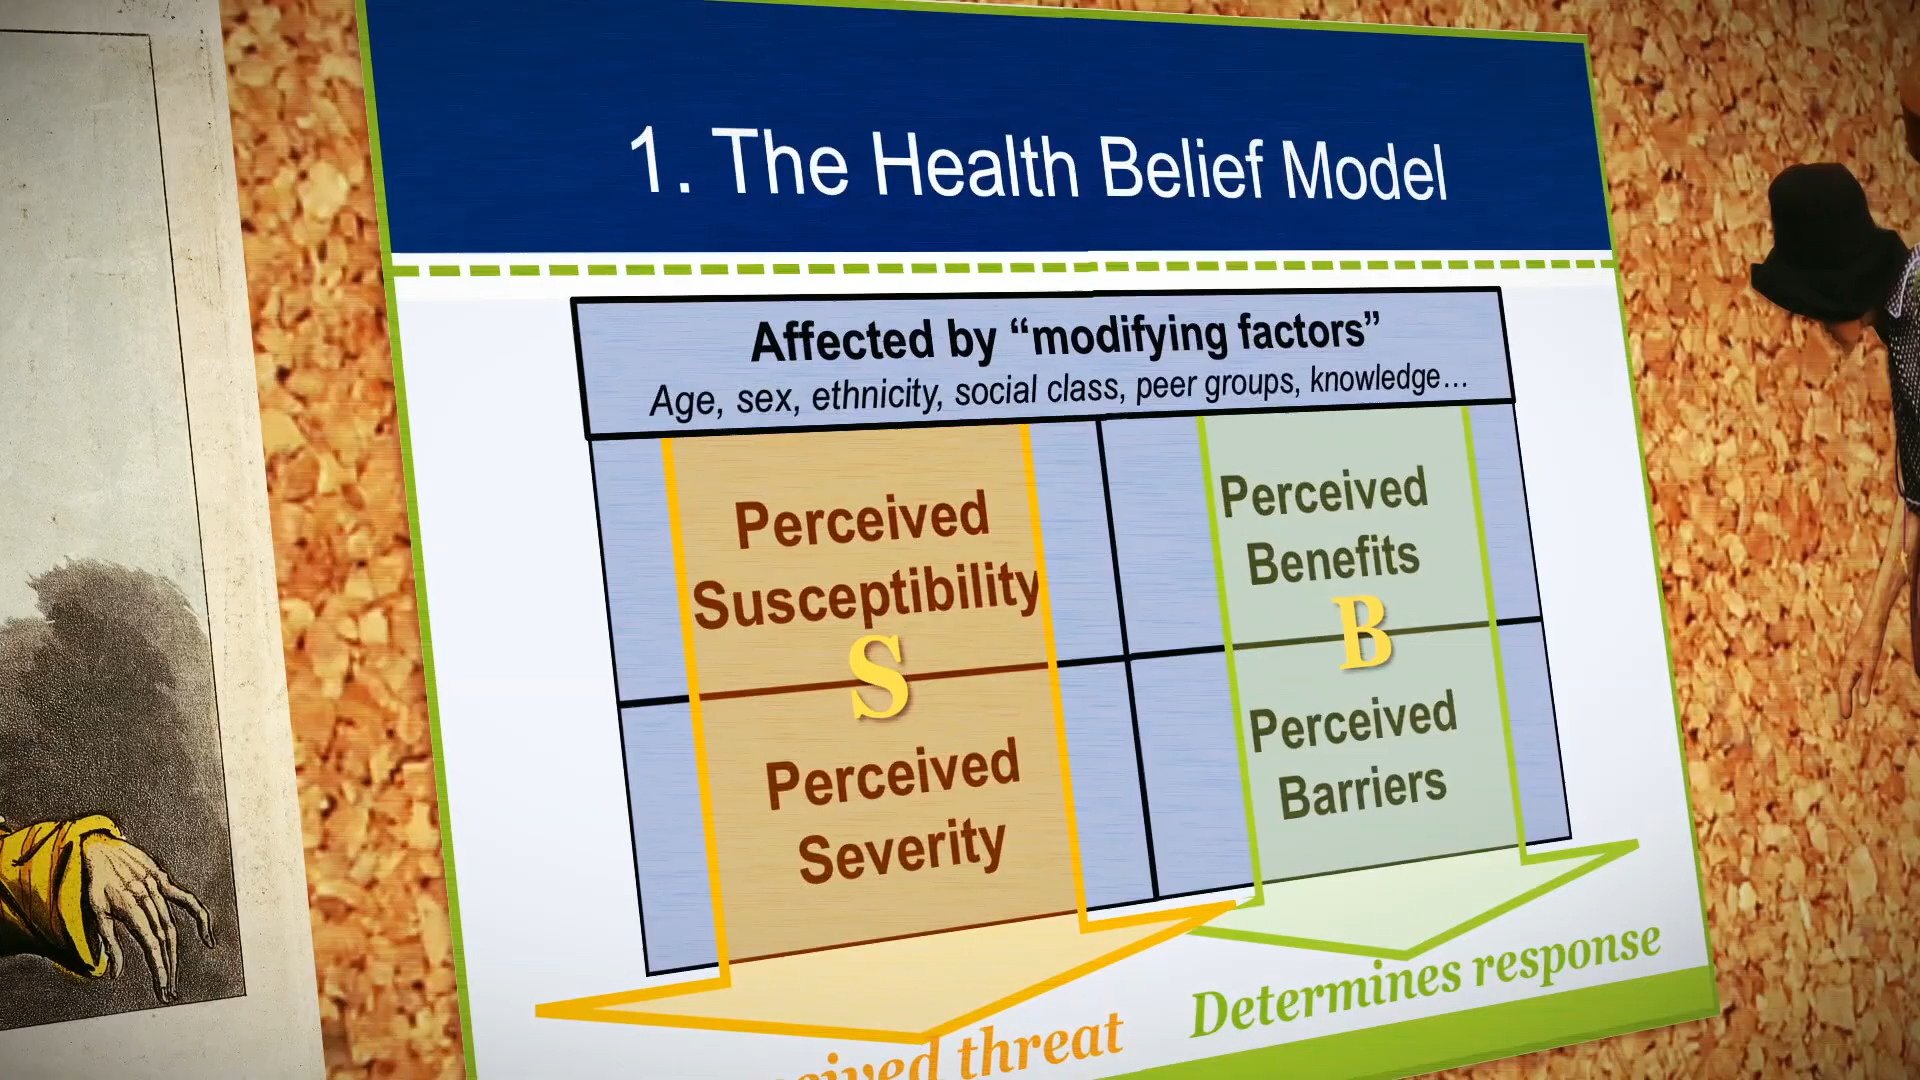 1. The Health Belief Model
Affected by “modifying factors”
Age, sex, ethnicity, social class, peer groups, knowledge…
Perceived
Susceptibility
S
Perceived
Severity
Perceived
Benefits
B
Perceived
Barriers
threat
Determines response